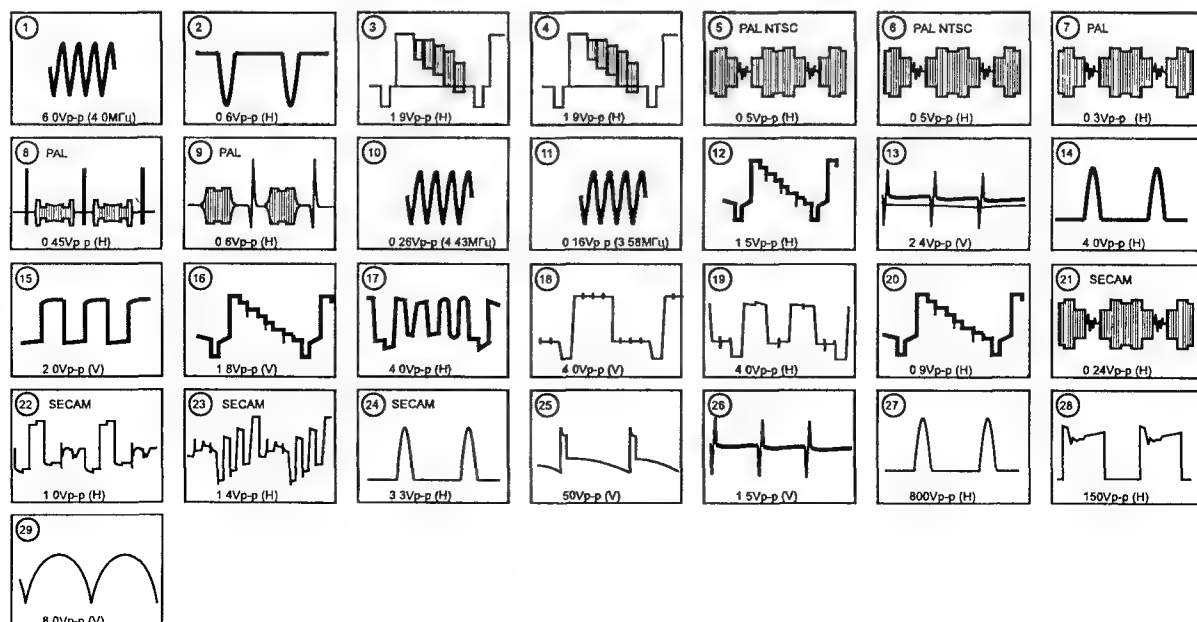 1
6 0Vp-p (4 0МГц)
2
0 6Vp-p (H)
3
1 9Vp-p (H)
4
1 9Vp-p (H)
5 PAL NTSC
0 5Vp-p (H)
6 PAL NTSC
0 5Vp-p (H)
7 PAL
0 3Vp-p (H)
8 PAL
0 45Vp-p (H)
9 PAL
0 6Vp-p (H)
10
0 26Vp-p (4 43МГц)
11
0 16Vp p (3 58МГц)
12
1 5Vp-p (H)
13
2 4Vp-p (V)
14
4 0Vp-p (H)
15
2 0Vp-p (V)
16
1 8Vp-p (V)
17
4 0Vp-p (H)
18
4 0Vp-p (V)
19
4 0Vp-p (H)
20
0 9Vp-p (H)
21 SECAM
0 24Vp-p (H)
22 SECAM
1 0Vp-p (H)
23 SECAM
1 4Vp-p (H)
24 SECAM
3 3Vp-p (H)
25
50Vp-p (V)
26
1 5Vp-p (V)
27
800Vp-p (H)
28
150Vp-p (H)
29
8 0Vp-p (V)